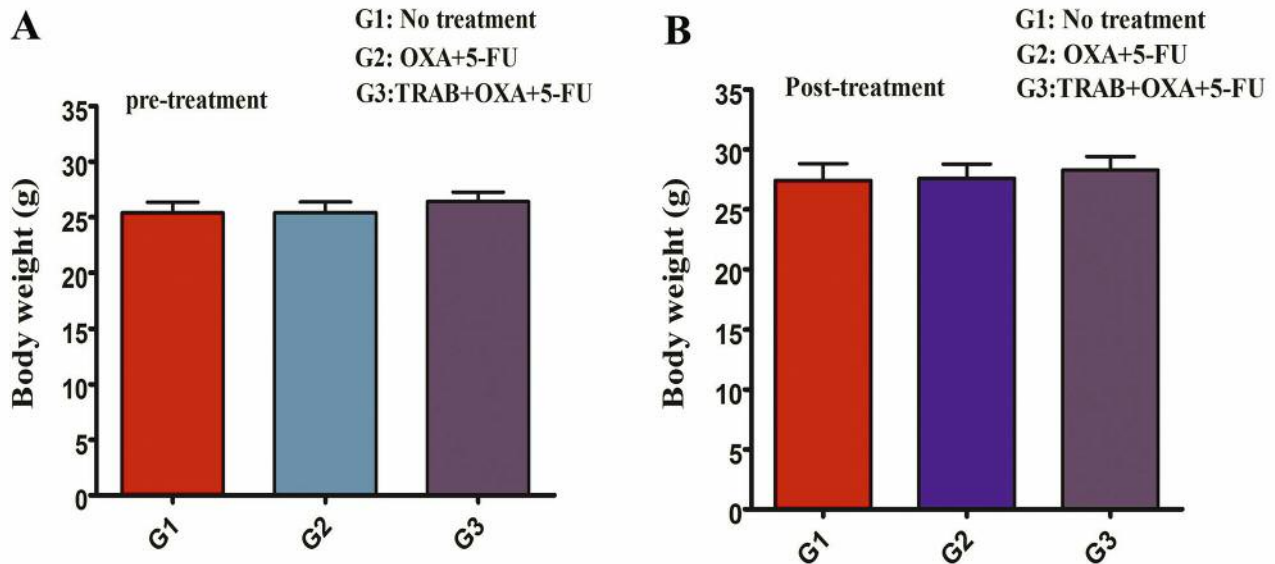 A
G1: No treatment
G2: OXA+5-FU
G3:TRAB+OXA+5-FU
pre-treatment
Body weight (g)
35
30
25
20
15
10
5
0
G1
G2
G3
B
G1: No treatment
G2: OXA+5-FU
G3:TRAB+OXA+5-FU
Post-treatment
Body weight (g)
35
30
25
20
15
10
5
0
G1
G2
G3